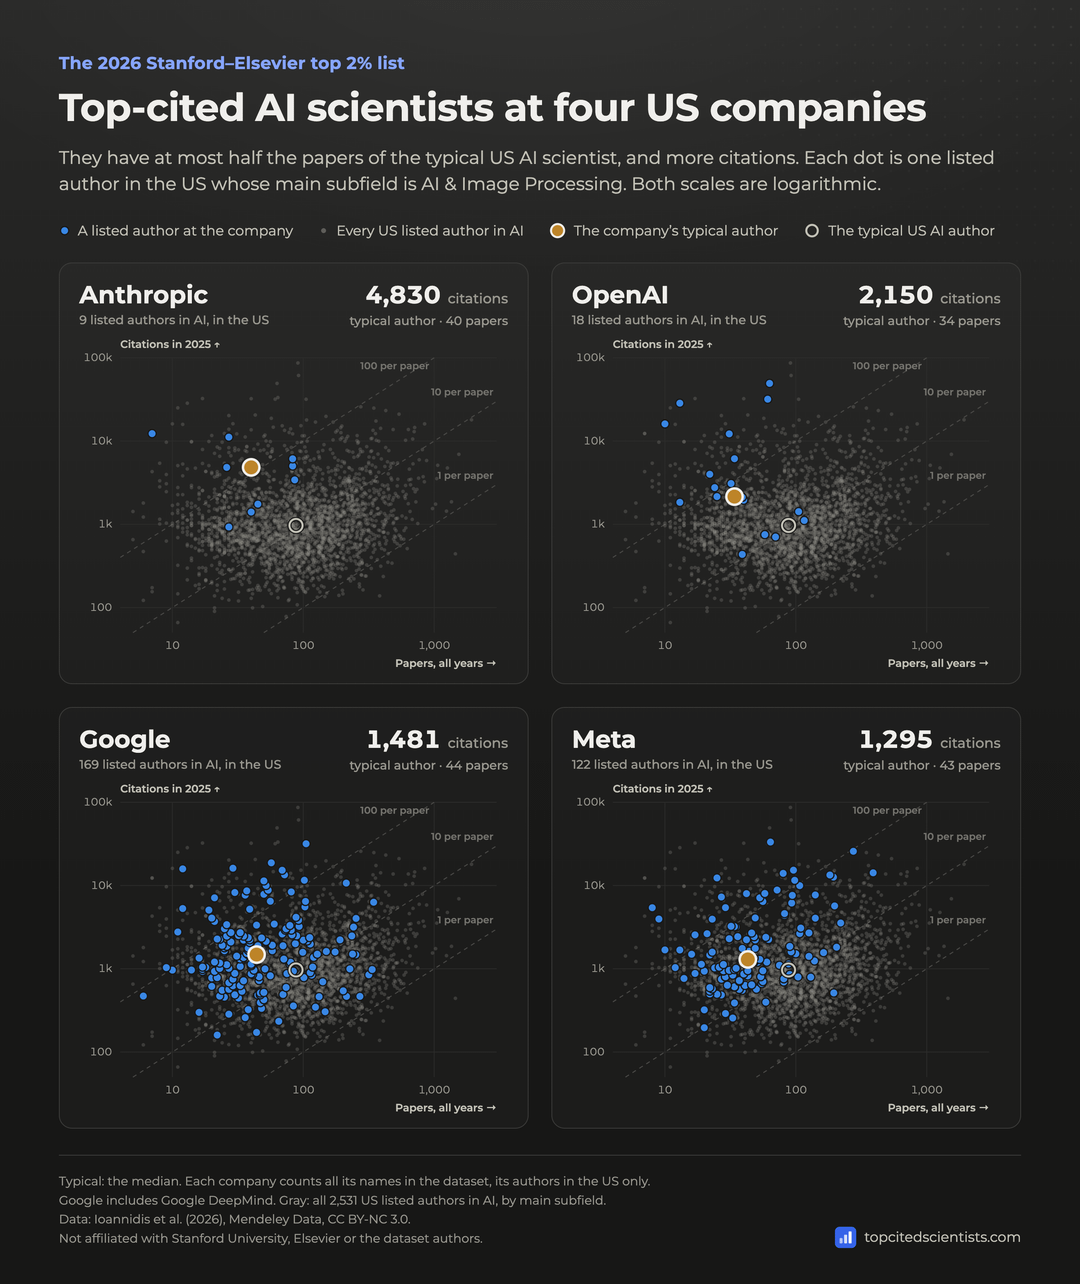 The 2026 Stanford–Elsevier top 2% list
Top-cited AI scientists at four US companies
They have at most half the papers of the typical US AI scientist, and more citations. Each dot is one listed
author in the US whose main subfield is AI & Image Processing. Both scales are logarithmic.
A listed author at the company
Every US listed author in AI
The company's typical author
The typical US AI author
Anthropic
4,830 citations
9 listed authors in AI, in the US
typical author · 40 papers
Citations in 2025 ↑
100k
10k
1k
100
100 per paper
10 per paper
1 per paper
10
100
1,000
Papers, all years →
OpenAI
2,150 citations
18 listed authors in AI, in the US
typical author · 34 papers
Citations in 2025 ↑
100k
10k
1k
100
100 per paper
10 per paper
1 per paper
10
100
1,000
Papers, all years →
Google
1,481 citations
169 listed authors in AI, in the US
typical author · 44 papers
Citations in 2025 ↑
100k
10k
1k
100
100 per paper
10 per paper
1 per paper
10
100
1,000
Papers, all years →
Meta
1,295 citations
122 listed authors in AI, in the US
typical author · 43 papers
Citations in 2025 ↑
100k
10k
1k
100
100 per paper
10 per paper
1 per paper
10
100
1,000
Papers, all years →
Typical: the median. Each company counts all its names in the dataset, its authors in the US only.
Google includes Google DeepMind. Gray: all 2,531 US listed authors in AI, by main subfield.
Data: Ioannidis et al. (2026), Mendeley Data, CC BY-NC 3.0.
Not affiliated with Stanford University, Elsevier or the dataset authors.
topcitedscientists.com